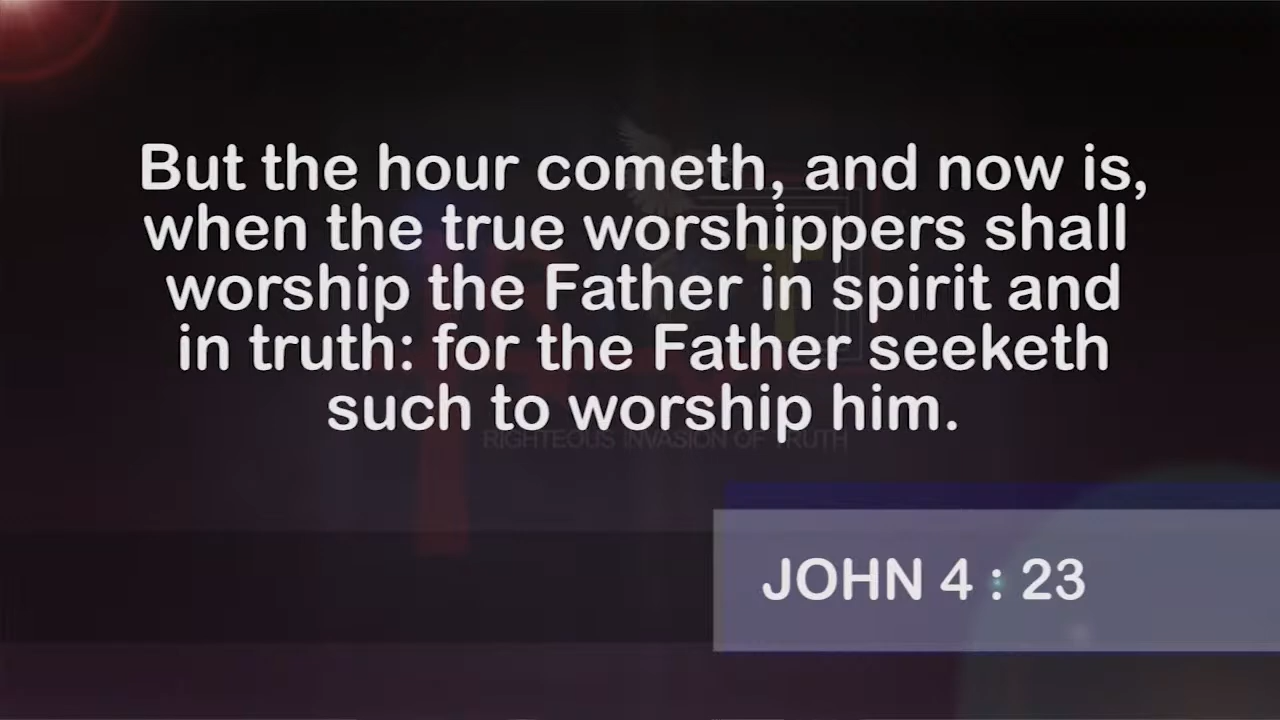 But the hour cometh, and now is,
when the true worshippers shall
worship the Father in spirit and
in truth: for the Father seeketh
such to worship him.
RIGHTEOUS INVASION OF TRUTH
JOHN 4 : 23